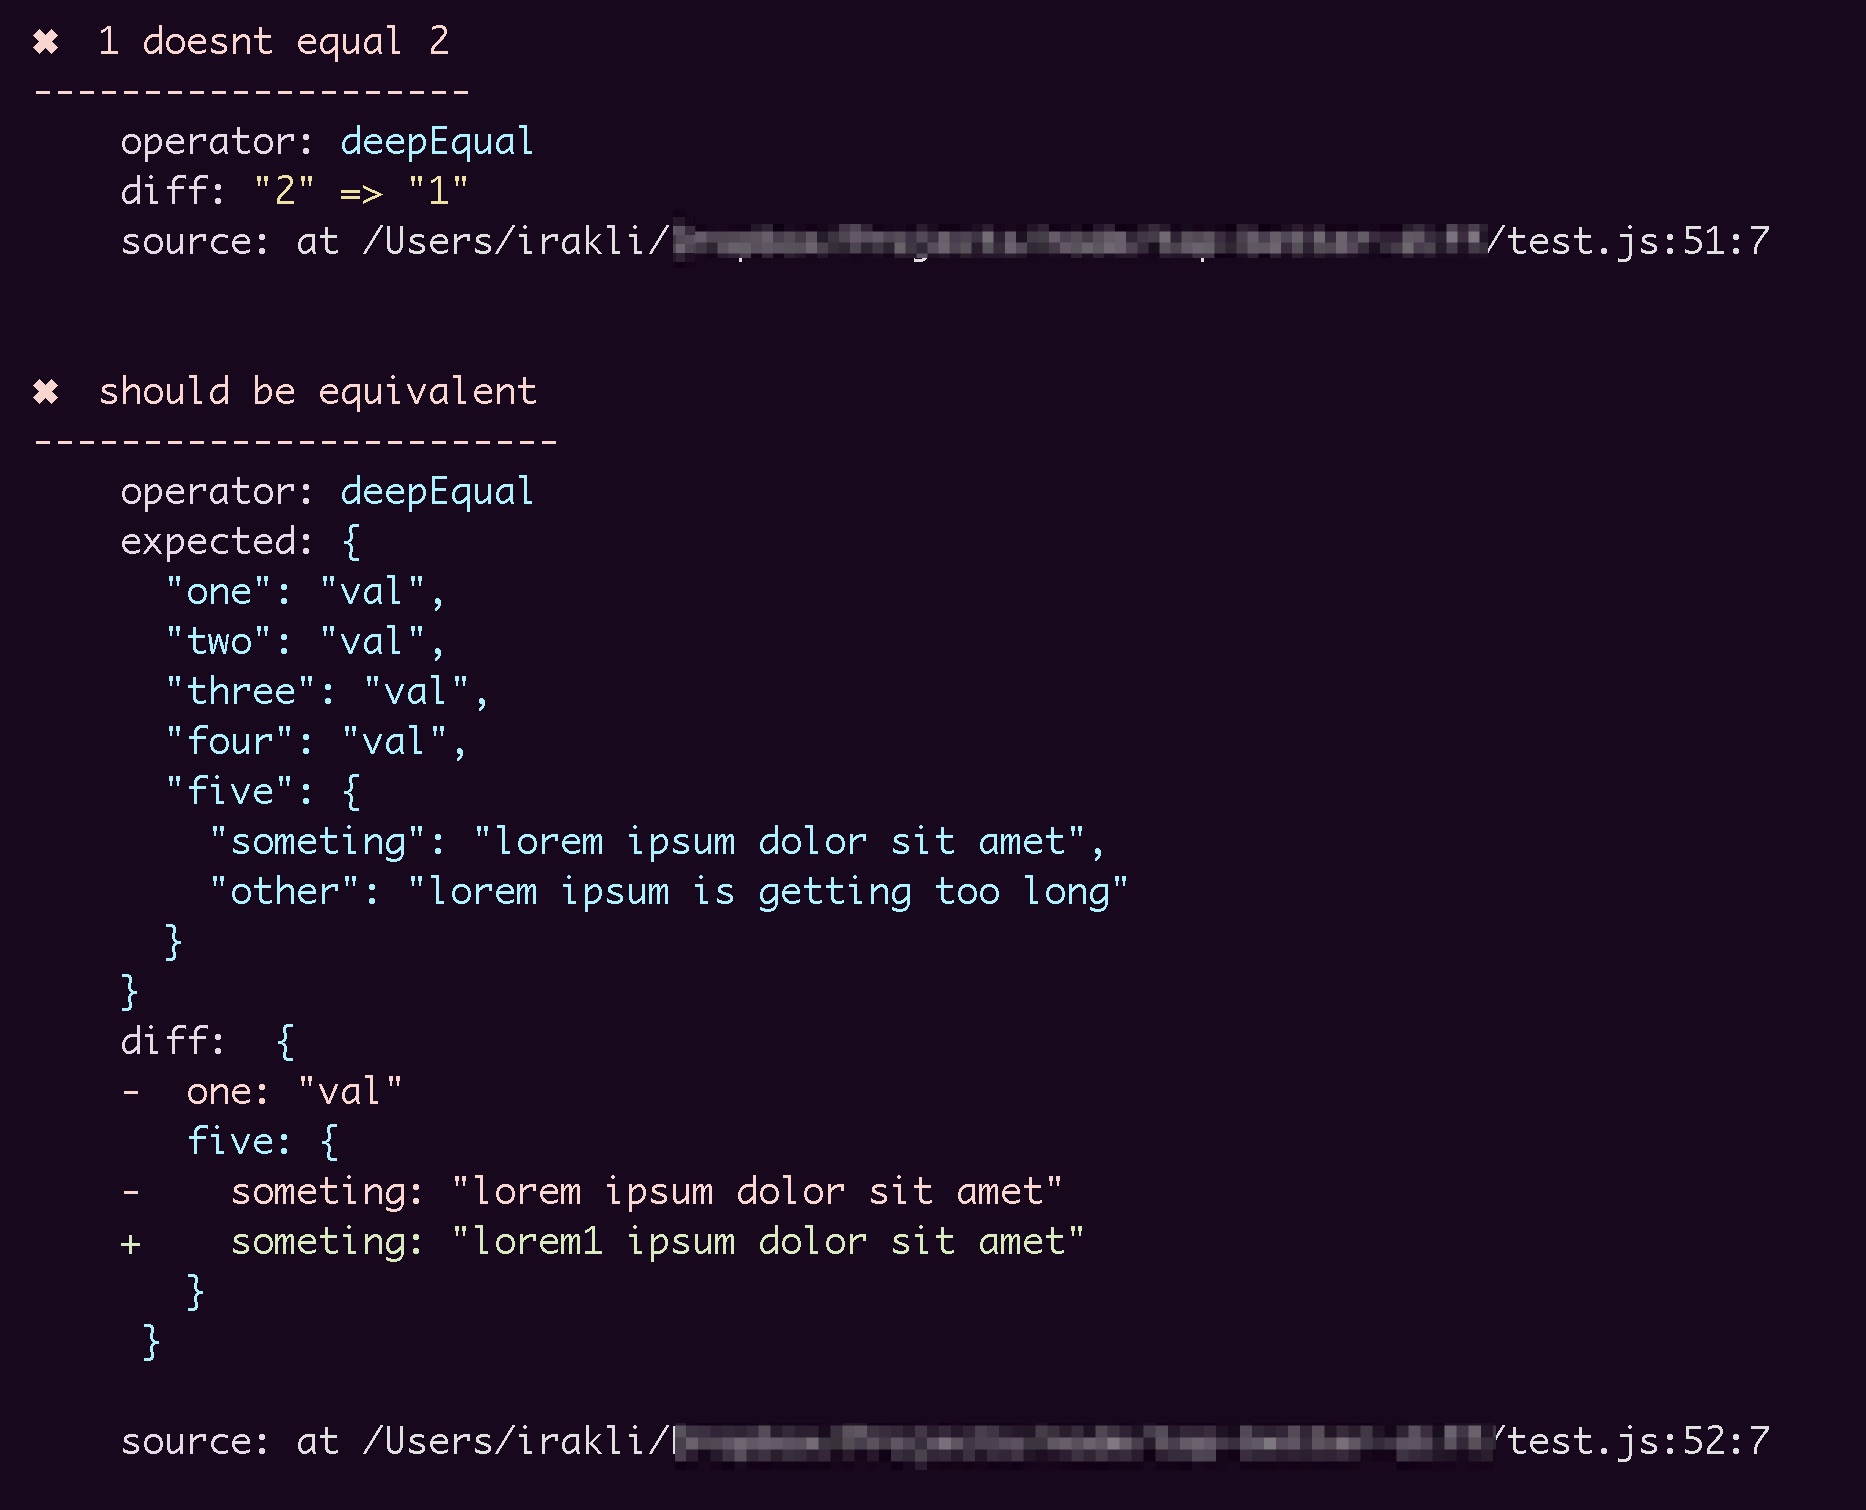 ✖ 1 doesnt equal 2
--------------------
operator: deepEqual
diff: "2" => "1"
source: at /Users/irakli/ /test.js:51:7
✖ should be equivalent
------------------------
operator: deepEqual
expected: {
"one": "val",
"two": "val",
"three": "val",
"four": "val",
"five": {
"someting": "lorem ipsum dolor sit amet",
"other": "lorem ipsum is getting too long"
}
}
diff: {
- one: "val"
five: {
- someting: "lorem ipsum dolor sit amet"
+ someting: "lorem1 ipsum dolor sit amet"
}
}
source: at /Users/irakli/ /test.js:52:7